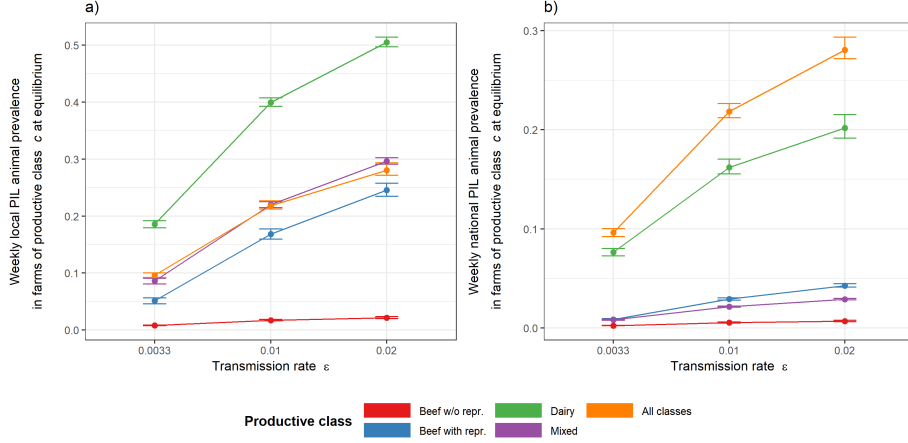 a)
Weekly local PIL animal prevalence
in farms of productive class c at equilibrium
0.5
0.4
0.3
0.2
0.1
0.0
0.0033
0.01
0.02
Transmission rate ε
b)
Weekly national PIL animal prevalence
in farms of productive class c at equilibrium
0.3
0.2
0.1
0.0
0.0033
0.01
0.02
Transmission rate ε
Productive class
Beef w/o repr.
Dairy
All classes
Beef with repr.
Mixed